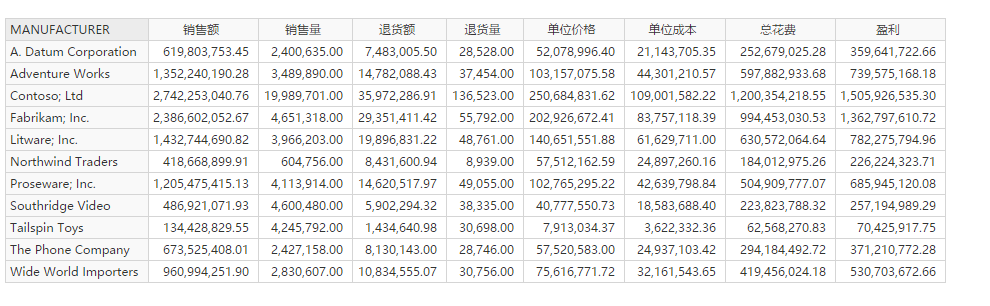 MANUFACTURER 销售额 销售量 退货额 退货量 单位价格 单位成本 总花费 盈利
A. Datum Corporation 619,803,753.45 2,400,635.00 7,483,005.50 28,528.00 52,078,996.40 21,143,705.35 252,679,025.28 359,641,722.66
Adventure Works 1,352,240,190.28 3,489,890.00 14,782,088.43 37,454.00 103,157,075.58 44,301,210.57 597,882,933.68 739,575,168.18
Contoso; Ltd 2,742,253,040.76 19,989,701.00 35,972,286.91 136,523.00 250,684,831.62 109,001,582.22 1,200,354,218.55 1,505,926,535.30
Fabrikam; Inc. 2,386,602,052.67 4,651,318.00 29,351,411.42 55,792.00 202,926,672.41 83,757,118.39 994,453,030.53 1,362,797,610.72
Litware; Inc. 1,432,744,690.82 3,966,203.00 19,896,831.22 48,761.00 140,651,551.88 61,629,711.00 630,572,064.64 782,275,794.96
Northwind Traders 418,668,899.91 604,756.00 8,431,600.94 8,939.00 57,512,162.59 24,897,260.16 184,012,975.26 226,224,323.71
Proseware; Inc. 1,205,475,415.13 4,113,914.00 14,620,517.97 49,055.00 102,765,295.22 42,639,798.84 504,909,777.07 685,945,120.08
Southridge Video 486,921,071.93 4,600,480.00 5,902,294.32 38,335.00 40,777,550.73 18,583,688.40 223,823,788.32 257,194,989.29
Tailspin Toys 134,428,829.55 4,245,792.00 1,434,640.98 30,698.00 7,913,034.37 3,622,332.36 62,568,270.83 70,425,917.75
The Phone Company 673,525,408.01 2,427,158.00 8,130,143.00 28,746.00 57,520,583.00 24,937,103.42 294,184,492.72 371,210,772.28
Wide World Importers 960,994,251.90 2,830,607.00 10,834,555.07 30,756.00 75,616,771.72 32,161,543.65 419,456,024.18 530,703,672.66